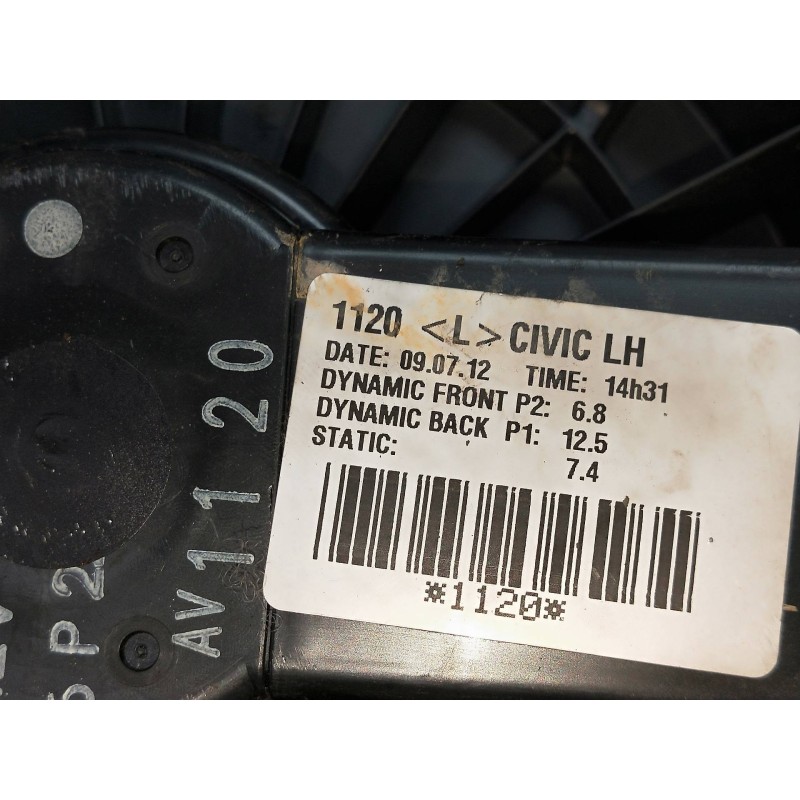 1120 <L> CIVIC LH
DATE: 09.07.12 TIME: 14h31
DYNAMIC FRONT P2: 6.8
DYNAMIC BACK P1: 12.5
STATIC: 7.4
*1120*
AV1120
P2